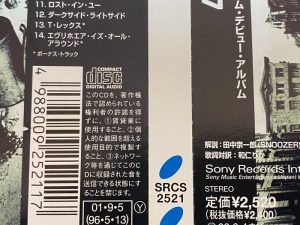 11. ロスト・イン・ユー
12. ダークサイド・ライトサイド
13. T・レックス*
14. エヴリホエア・イズ・オール・
アラウンド*
*ボーナス・トラック
COMPACT
disc
DIGITAL AUDIO
このCDを、著作権
法で認められている
権利者の許諾を得ず
に、①賃貸業に
使用すること、②個
人的な範囲を超える
使用目的で複製する
こと、③ネットワー
ク等を通じてこのC
Dに収録された音を
送信できる状態にす
ることを禁じます。
4 988009 252117
01・9・5
(96・5・13)
SRCS
2521
ム・デビュー・アルバム
解説:田中宗一郎(SNOOZER)
歌詞対訳:
Sony Records Int
Sony Music Entertainment (Japan)
STEREO
定価¥2,520
(税抜価格¥2,400)